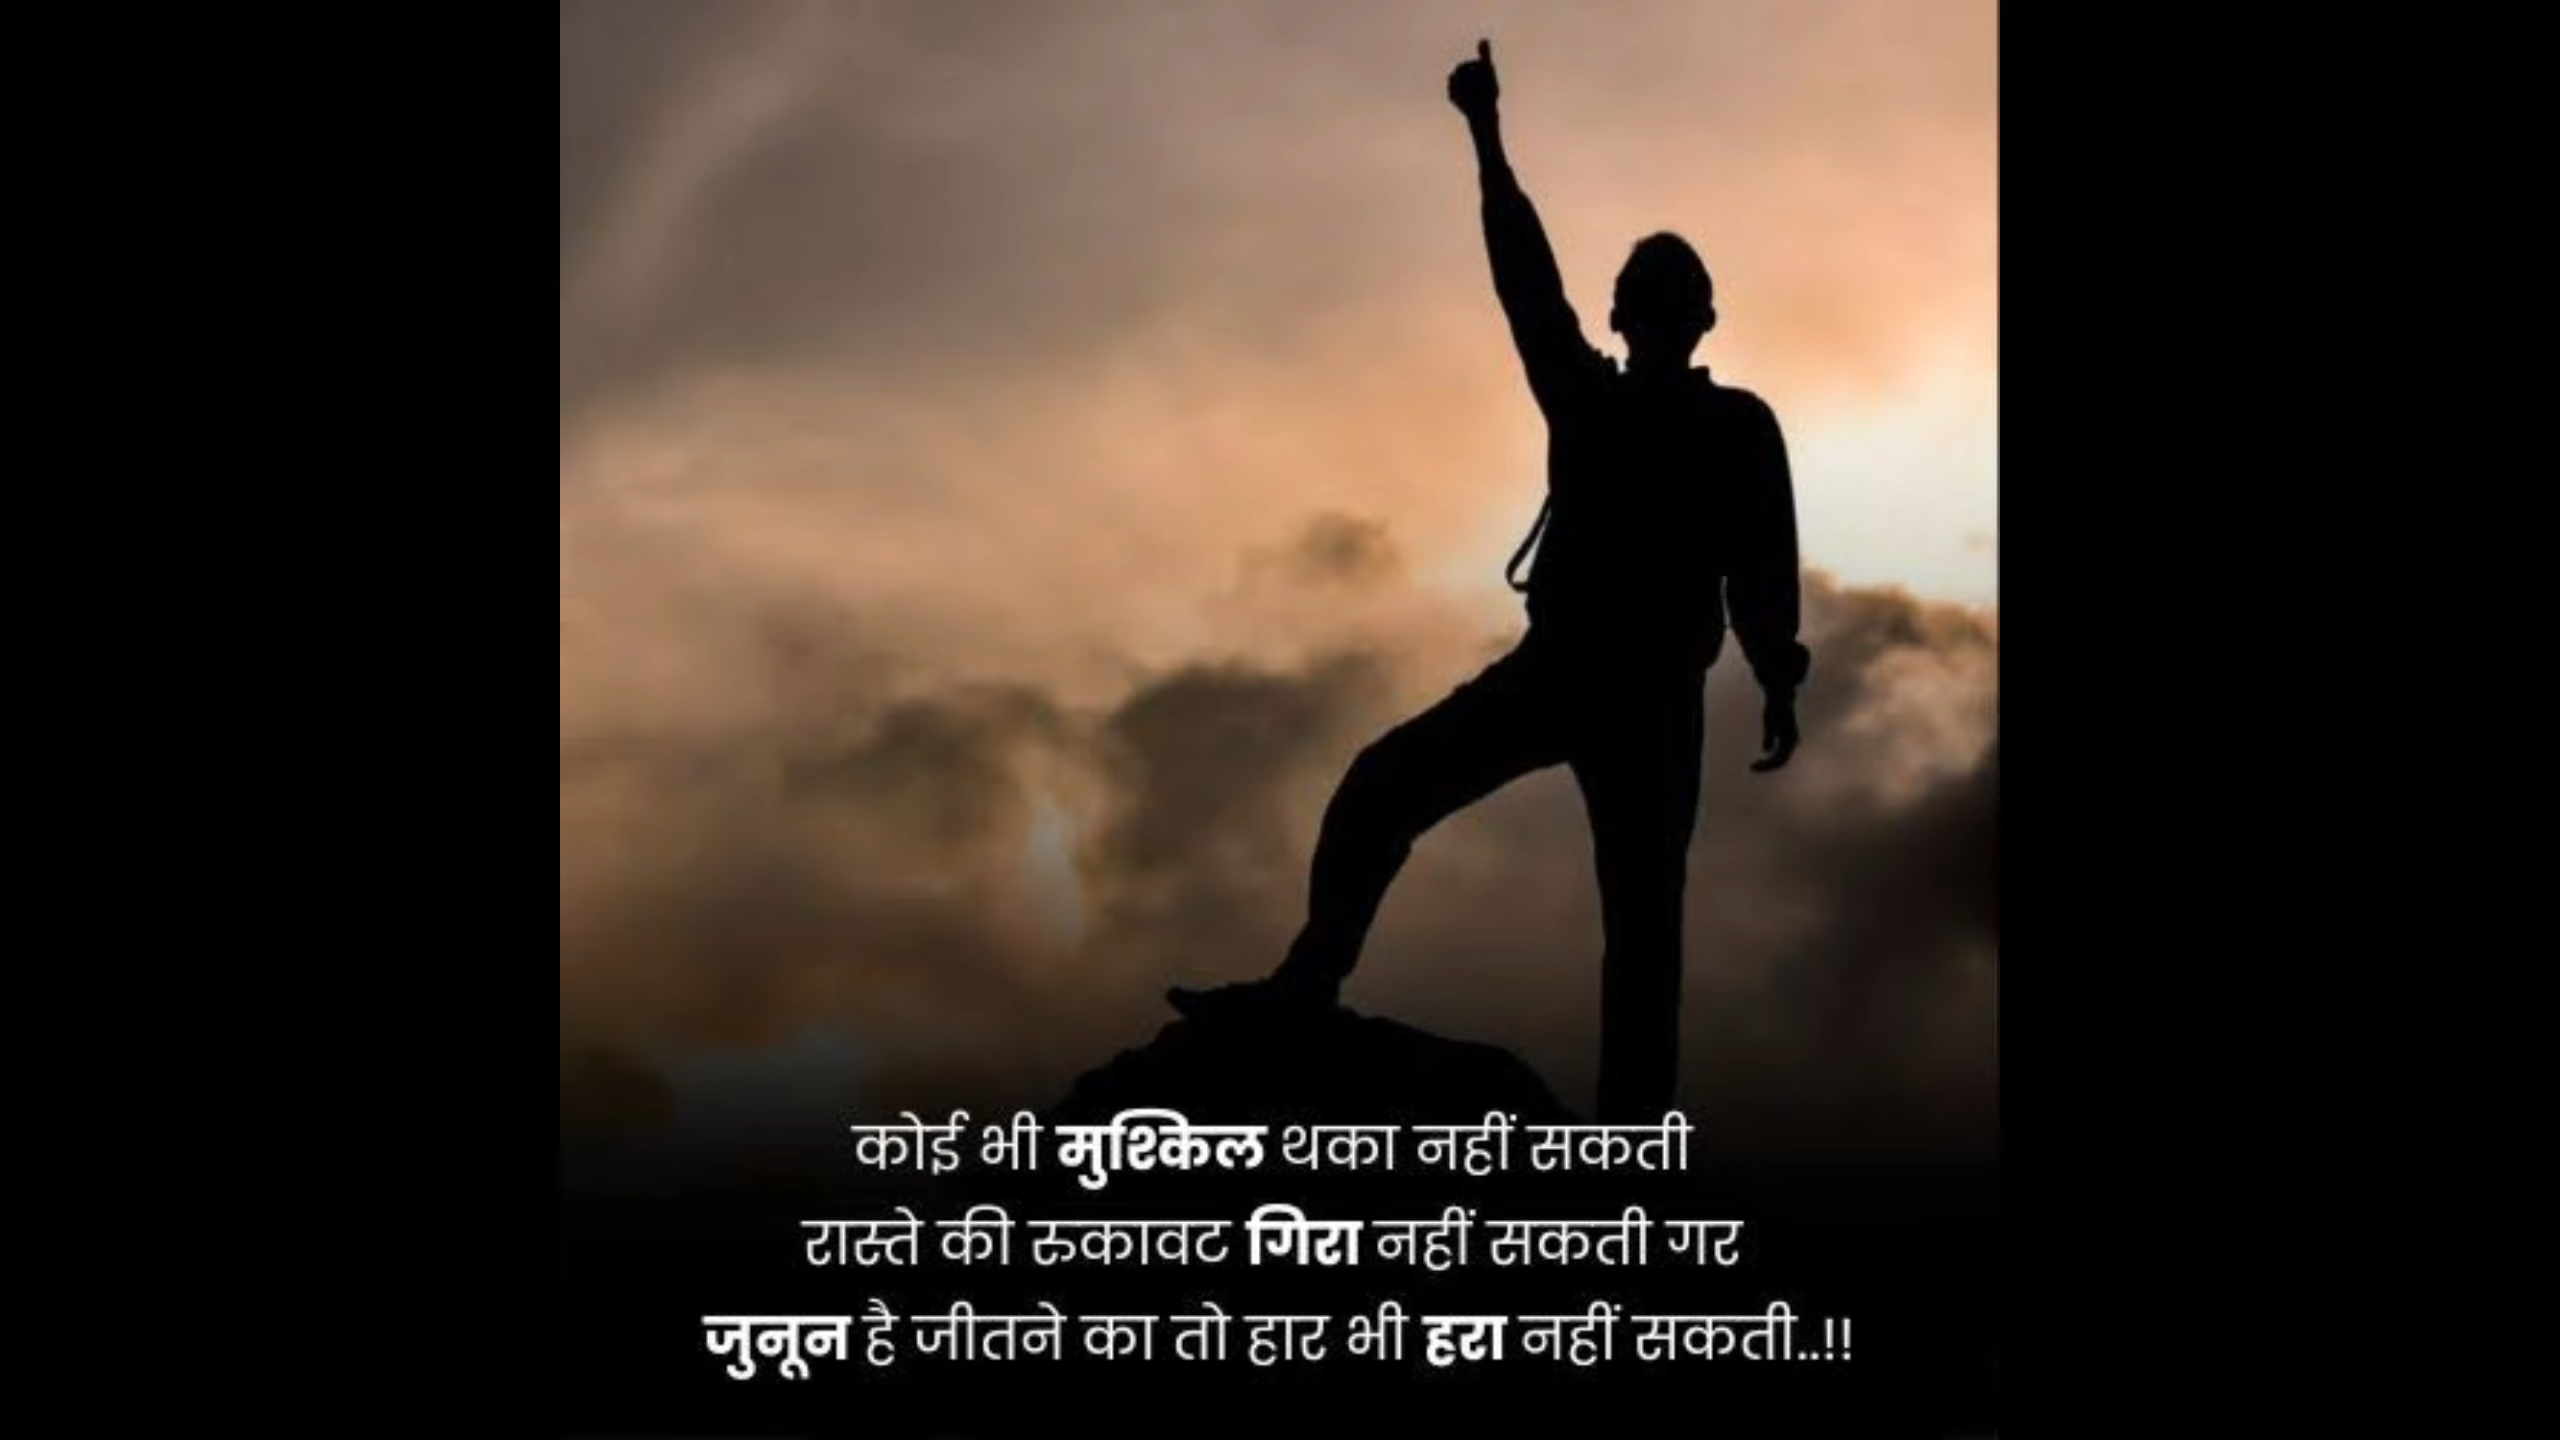 कोई भी मुश्किल थका नहीं सकती
रास्ते की रुकावट गिरा नहीं सकती गर
जुनून है जीतने का तो हार भी हरा नहीं सकती..!!